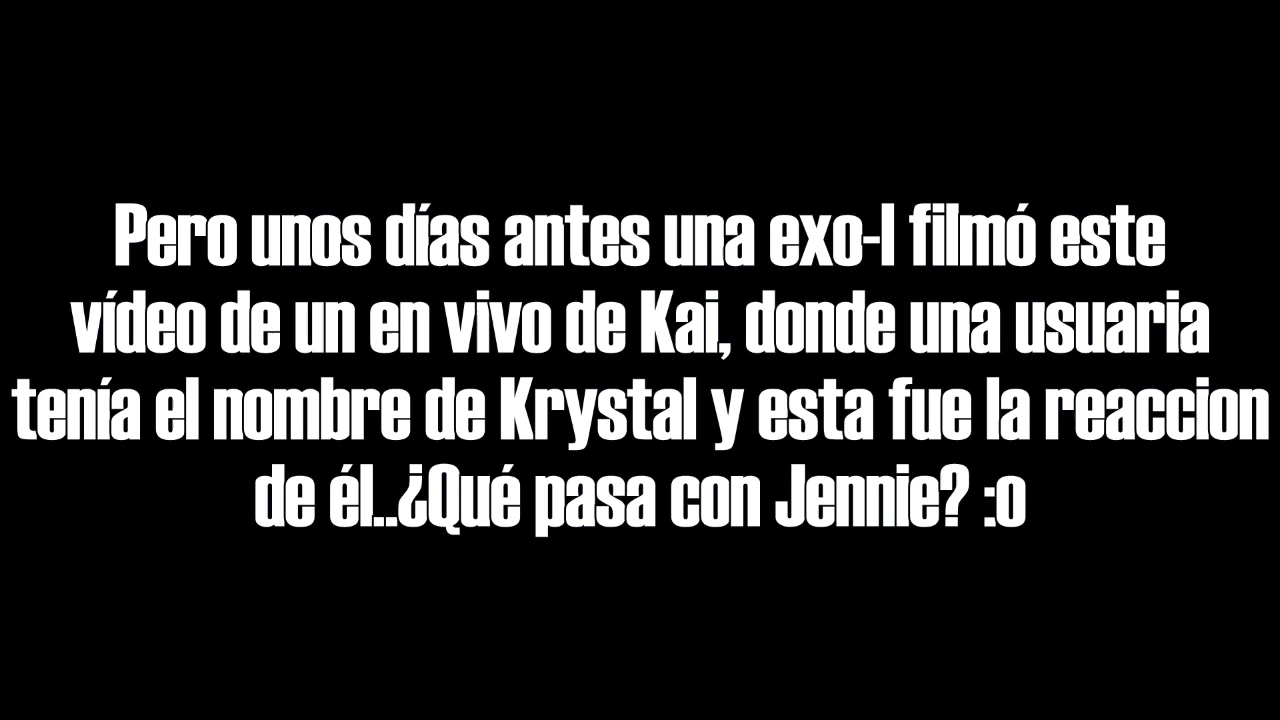 Pero unos días antes una exo-l filmó este
vídeo de un en vivo de Kai, donde una usuaria
tenía el nombre de Krystal y esta fue la reaccion
de él..¿Qué pasa con Jennie? :o